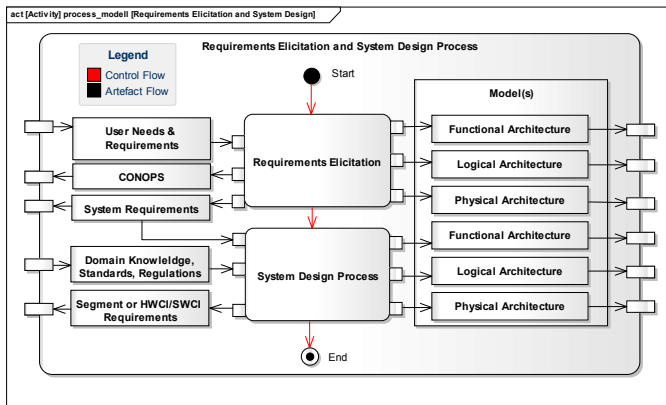 act [Activity] process_modell [Requirements Elicitation and System Design]
Requirements Elicitation and System Design Process
Legend
Control Flow
Artefact Flow
Start
Model(s)
User Needs &
Requirements
CONOPS
System Requirements
Domain Knowleldge,
Standards, Regulations
Segment or HWCI/SWCI
Requirements
Requirements Elicitation
System Design Process
Functional Architecture
Logical Architecture
Physical Architecture
Functional Architecture
Logical Architecture
Physical Architecture
End